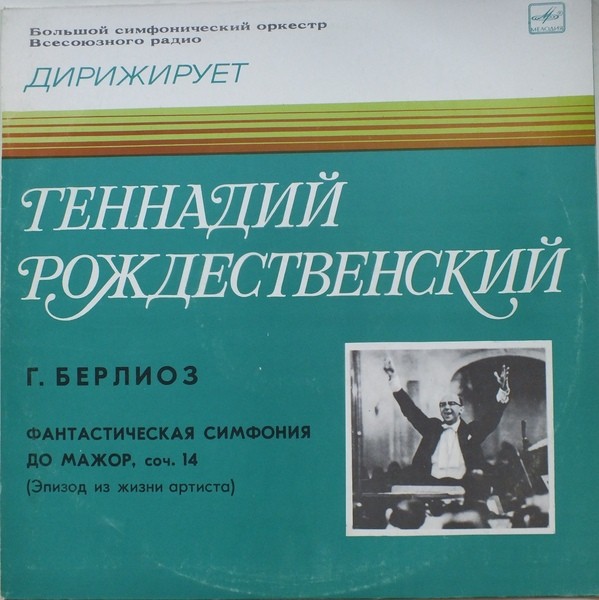 Большой симфонический оркестр
Всесоюзного радио
ДИРИЖИРУЕТ
МЕЛОДИЯ
ГЕННАДИЙ
РОЖДЕСТВЕНСКИЙ
Г. БЕРЛИОЗ
ФАНТАСТИЧЕСКАЯ СИМФОНИЯ
ДО МАЖОР, соч. 14
(Эпизод из жизни артиста)